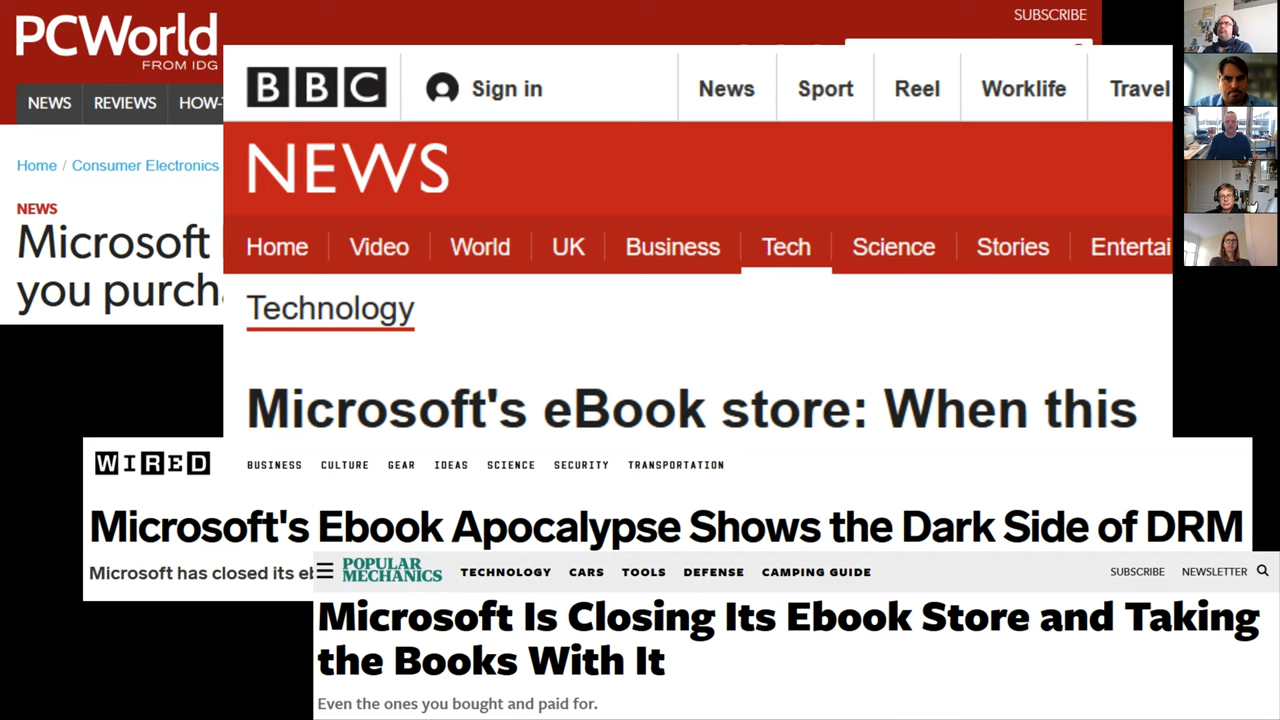 PCWorld
FROM IDG
SUBSCRIBE
NEWS REVIEWS HOW-
Home / Consumer Electronics
NEWS
Microsoft
you purch
BBC Sign in News Sport Reel Worklife Travel
NEWS
Home Video World UK Business Tech Science Stories Entertai
Technology
Microsoft's eBook store: When this
WIRED BUSINESS CULTURE GEAR IDEAS SCIENCE SECURITY TRANSPORTATION
Microsoft's Ebook Apocalypse Shows the Dark Side of DRM
Microsoft has closed its eb
POPULAR
MECHANICS
TECHNOLOGY CARS TOOLS DEFENSE CAMPING GUIDE SUBSCRIBE NEWSLETTER
Microsoft Is Closing Its Ebook Store and Taking
the Books With It
Even the ones you bought and paid for.